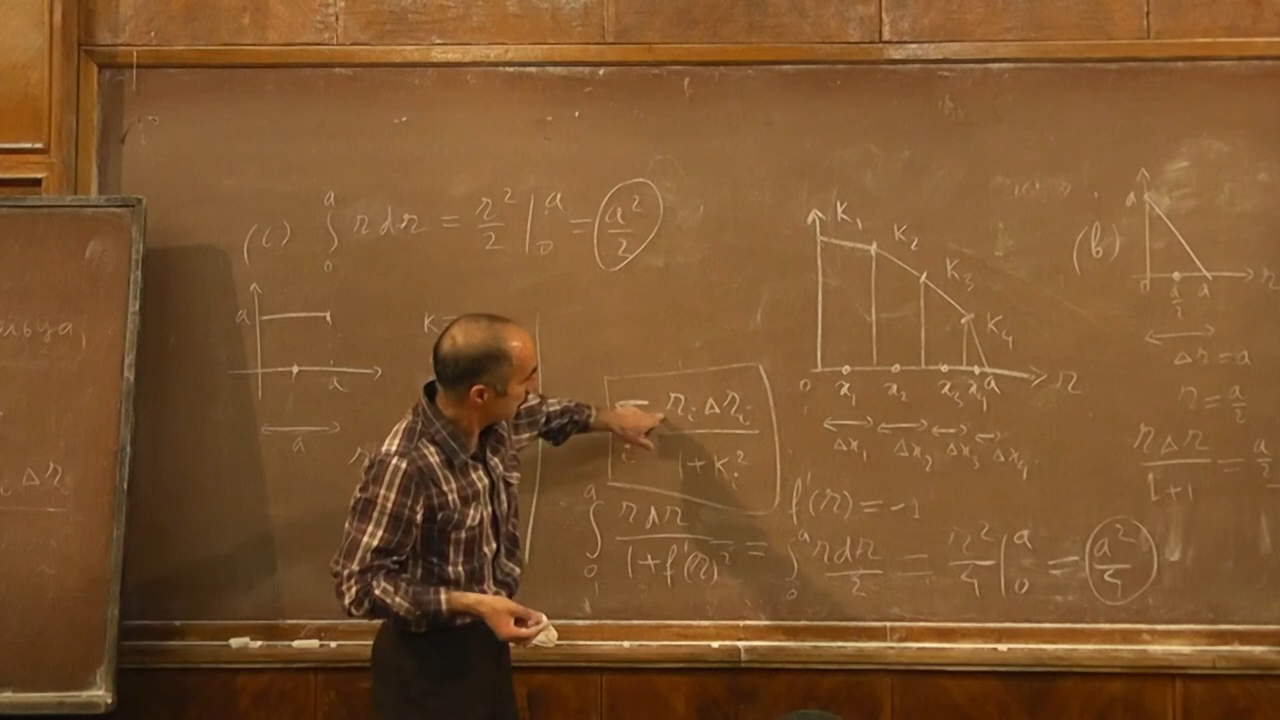 (c) ∫₀ᵃ r dr = r²/2 |₀ᵃ = a²/2
a
a
a
K
Σᵢ rᵢ Δrᵢ / (1 + Kᵢ²)
∫₀ᵃ r dr / (1 + f'(r)²) = ∫₀ᵃ r dr / 2 = r²/4 |₀ᵃ = a²/4
K₁ K₂ K₃ K₄
0 x₁ x₂ x₃ x₄ a r
Δx₁ Δx₂ Δx₃ Δx₄
f'(r) = -1
(b)
a
0 a/2 a r
Δr = a
r = a/2
r Δr / (1 + 1) = a
Δr